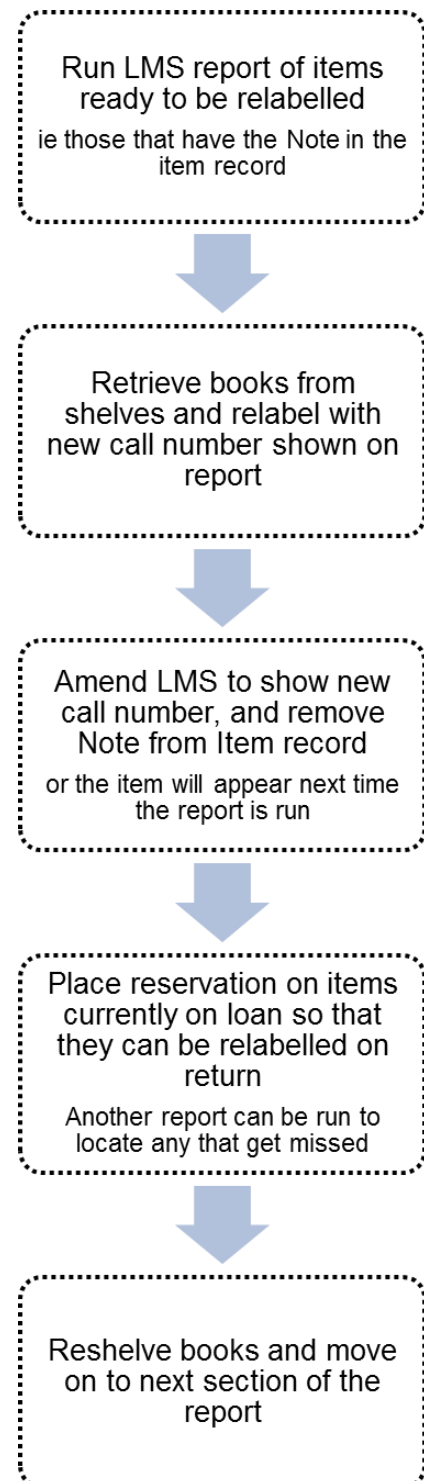 Run LMS report of items
ready to be relabelled
ie those that have the Note in the
item record
Retrieve books from
shelves and relabel with
new call number shown on
report
Amend LMS to show new
call number, and remove
Note from Item record
or the item will appear next time
the report is run
Place reservation on items
currently on loan so that
they can be relabelled on
return
Another report can be run to
locate any that get missed
Reshelve books and move
on to next section of the
report